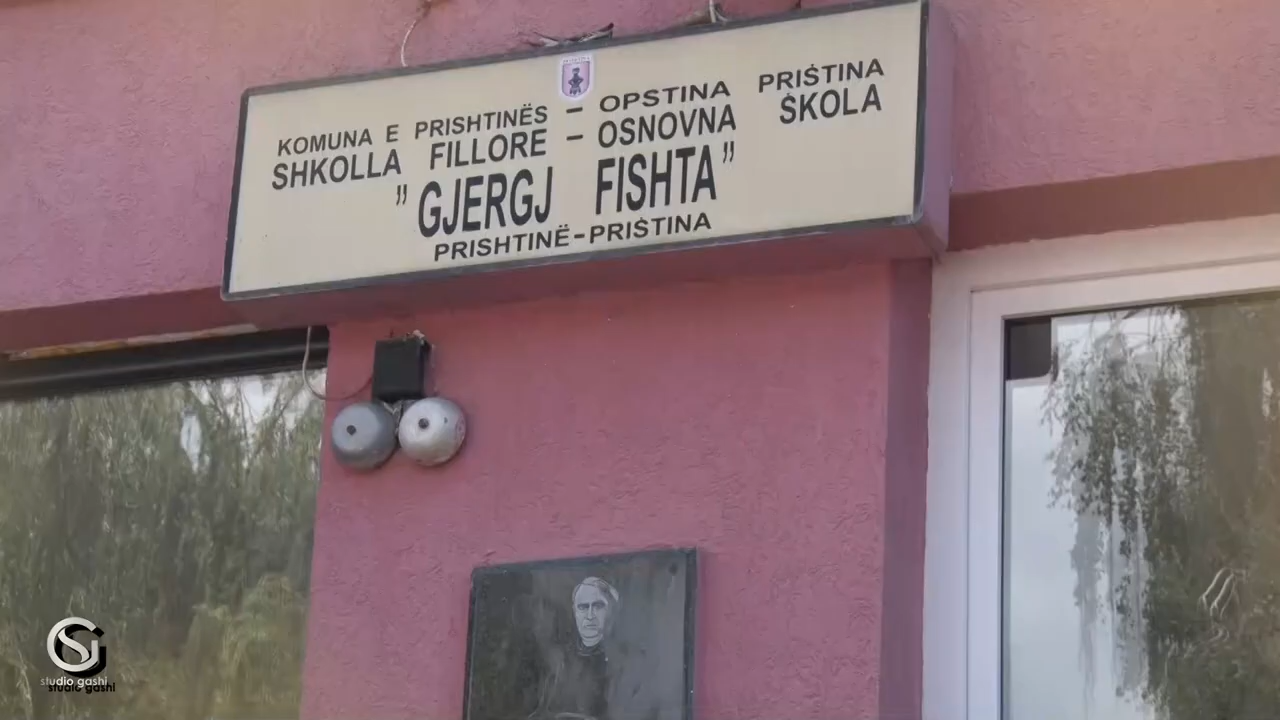 KOMUNA E PRISHTINËS - OPSTINA PRIŠTINA
SHKOLLA FILLORE - OSNOVNA ŠKOLA
"GJERGJ FISHTA"
PRISHTINË-PRIŠTINA
studio gashi